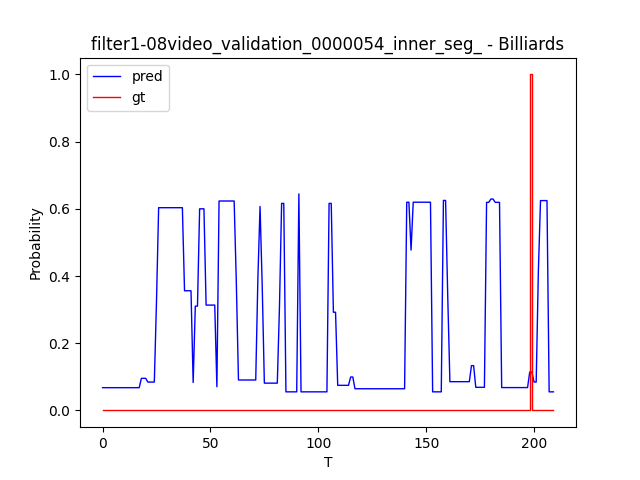 filter1-08video_validation_0000054_inner_seg_ - Billiards
pred
gt
1.0
0.8
0.6
0.4
0.2
0.0
Probability
0
50
100
150
200
T